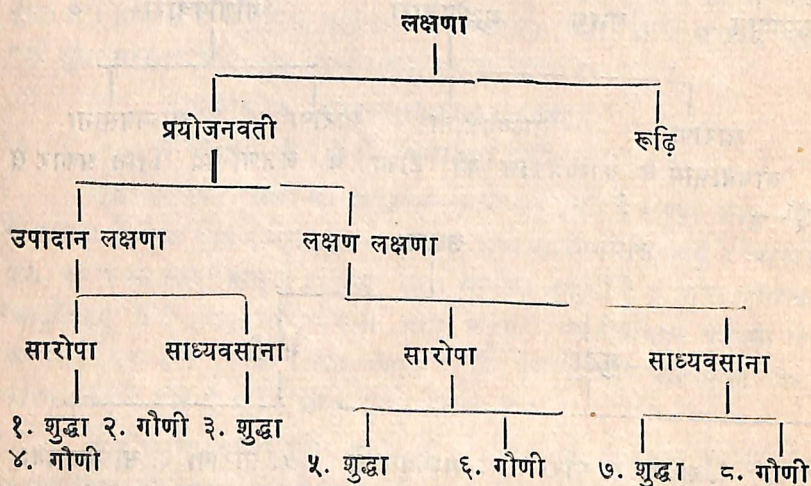 लक्षणा
प्रयोजनवती रूढ़ि
उपादान लक्षणा लक्षण लक्षणा
सारोपा साध्यवसाना सारोपा साध्यवसाना
१. शुद्धा २. गौणी ३. शुद्धा
४. गौणी ५. शुद्धा ६. गौणी ७. शुद्धा ८. गौणी